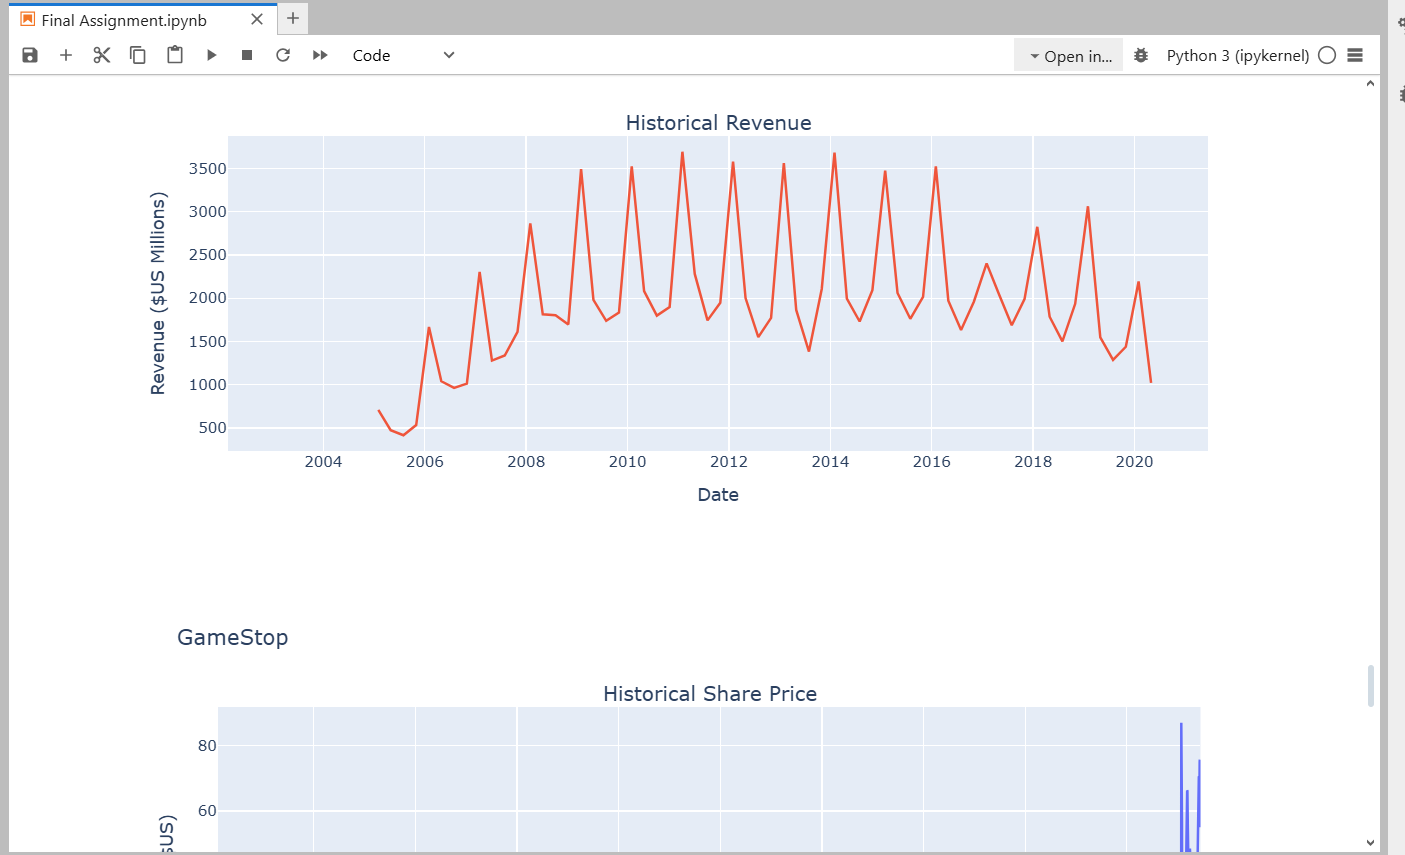 Final Assignment.ipynb
Code
Open in...
Python 3 (ipykernel)
Historical Revenue
3500
3000
2500
2000
1500
1000
500
Revenue ($US Millions)
2004 2006 2008 2010 2012 2014 2016 2018 2020
Date
GameStop
Historical Share Price
80
60
$US)